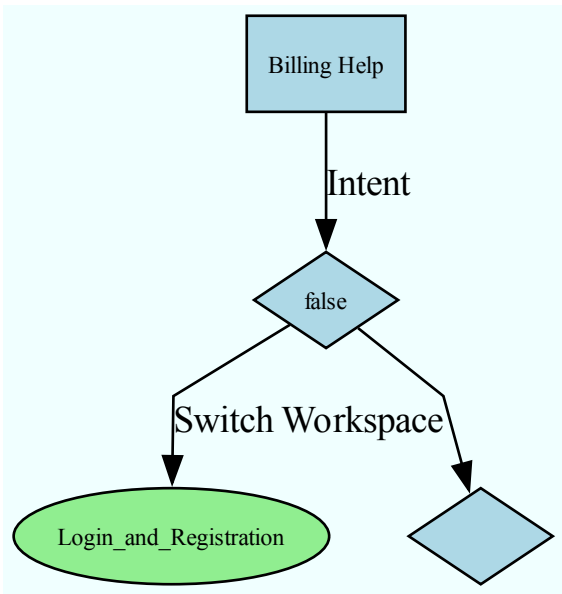 Billing Help
Intent
false
Switch Workspace
Login_and_Registration